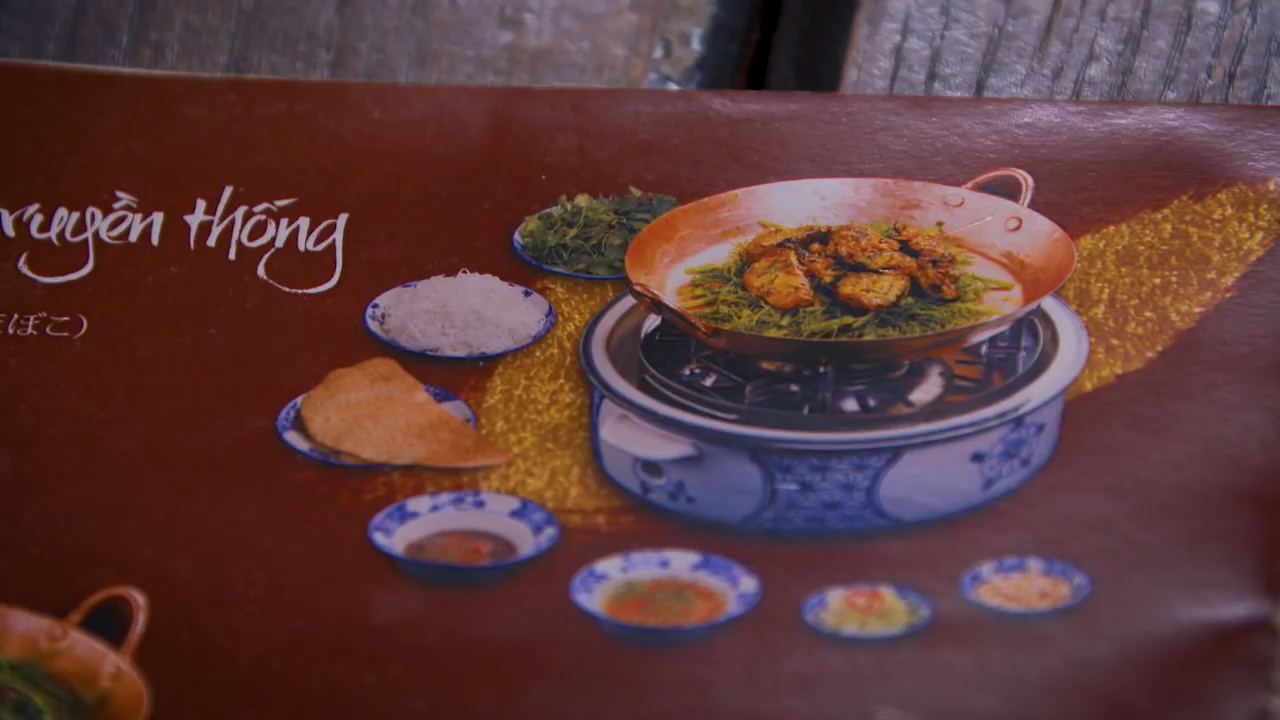 ruyền thống
ぼこ)